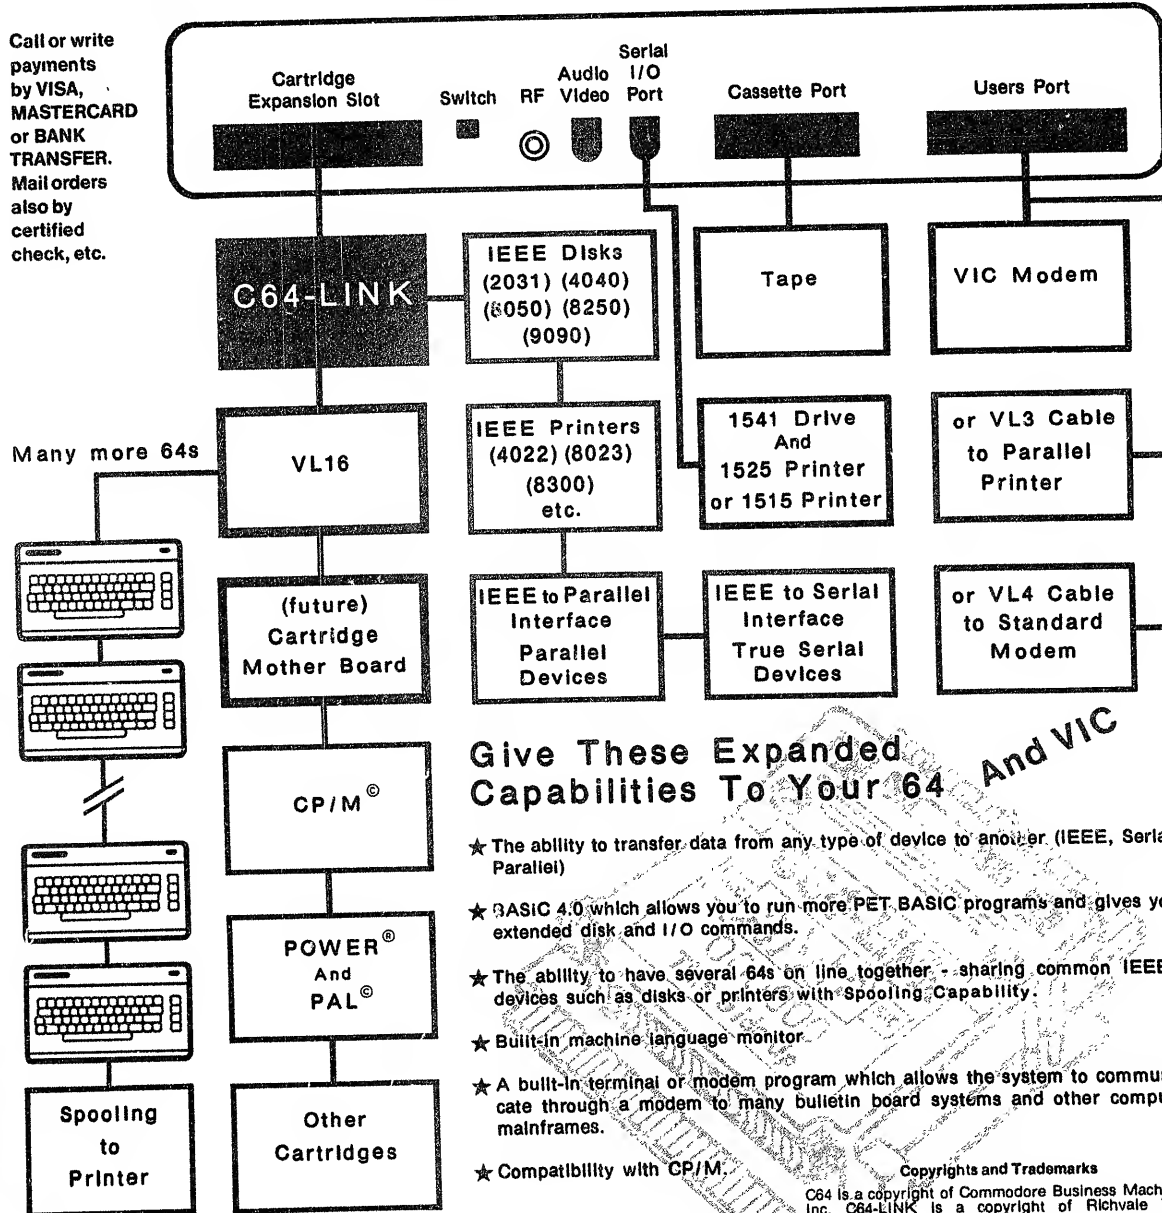 Call or write
payments
by VISA,
MASTERCARD
or BANK
TRANSFER.
Mail orders
also by
certified
check, etc.
Cartridge
Expansion Slot
Switch
RF
Audio
Video
Serial
I/O
Port
Cassette Port
Users Port
C64-LINK
IEEE Disks
(2031) (4040)
(8050) (8250)
(9090)
Tape
VIC Modem
Many more 64s
VL16
IEEE Printers
(4022) (8023)
(8300)
etc.
1541 Drive
And
1525 Printer
or 1515 Printer
or VL3 Cable
to Parallel
Printer
(future)
Cartridge
Mother Board
IEEE to Parallel
Interface
Parallel
Devices
IEEE to Serial
Interface
True Serial
Devices
or VL4 Cable
to Standard
Modem
CP/M©
POWER®
And
PAL©
Other
Cartridges
Spooling
to
Printer
Give These Expanded
Capabilities To Your 64
And VIC
★ The ability to transfer data from any type of device to another (IEEE, Seria
Parallel)
★ BASIC 4.0 which allows you to run more PET BASIC programs and gives yo
extended disk and I/O commands.
★ The ability to have several 64s on line together - sharing common IEEE
devices such as disks or printers with Spooling Capability.
★ Built-in machine language monitor
★ A built-in terminal or modem program which allows the system to commu
cate through a modem to many bulletin board systems and other compu
mainframes.
★ Compatibility with CP/M.
Copyrights and Trademarks
C64 is a copyright of Commodore Business Mach
Inc. C64-LINK is a copyright of Richvale